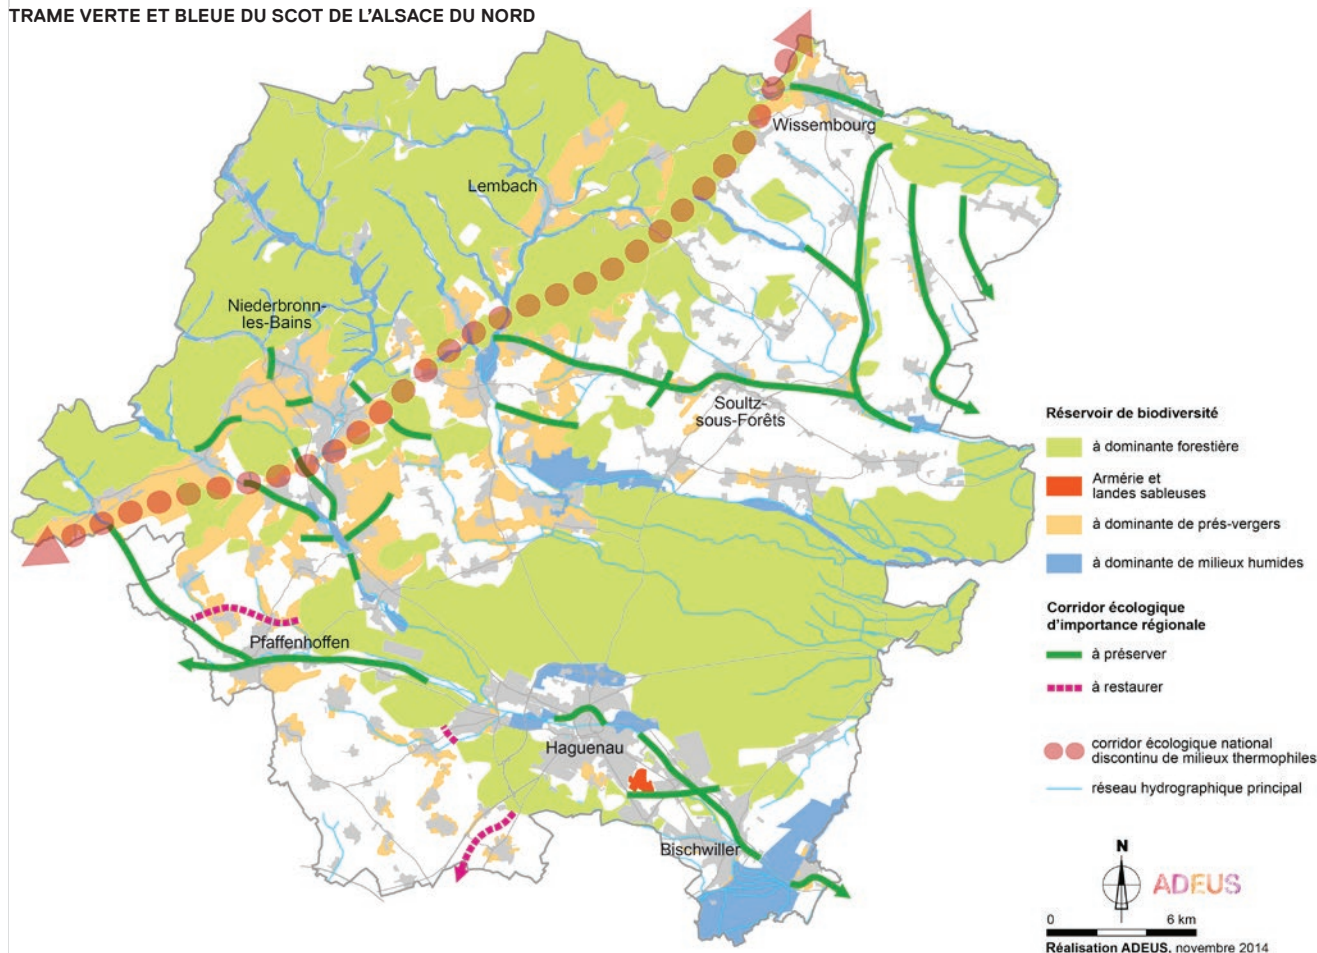 TRAME VERTE ET BLEUE DU SCOT DE L'ALSACE DU NORD
Wissembourg
Lembach
Niederbronn-
les-Bains
Soultz-
sous-Forêts
Pfaffenhoffen
Haguenau
Bischwiller
Réservoir de biodiversité
à dominante forestière
Armérie et
landes sableuses
à dominante de prés-vergers
à dominante de milieux humides
Corridor écologique
d'importance régionale
à préserver
à restaurer
corridor écologique national
discontinu de milieux thermophiles
réseau hydrographique principal
N
ADEUS
0 6 km
Réalisation ADEUS, novembre 2014